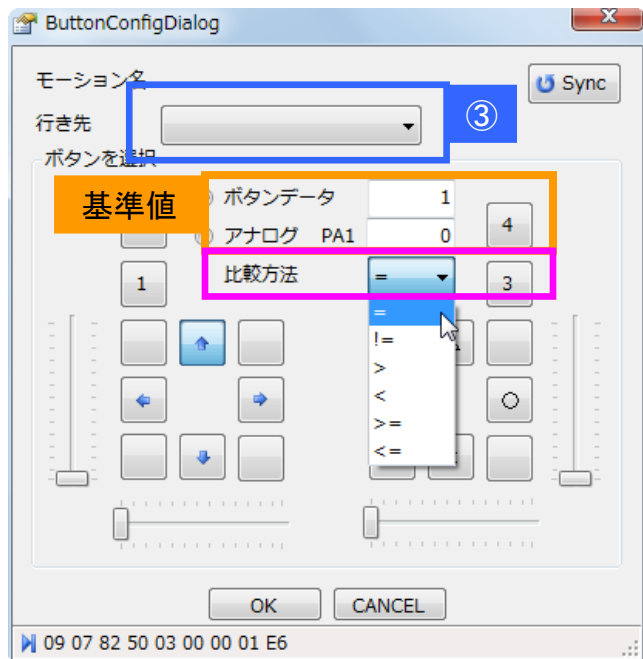 ButtonConfigDialog
モーション名
Sync
行き先
③
ボタンを選択
基準値
ボタンデータ 1
アナログ PA1 0
4
比較方法 =
1
3
=
!=
>
<
>=
<=
OK
CANCEL
09 07 82 50 03 00 00 01 E6